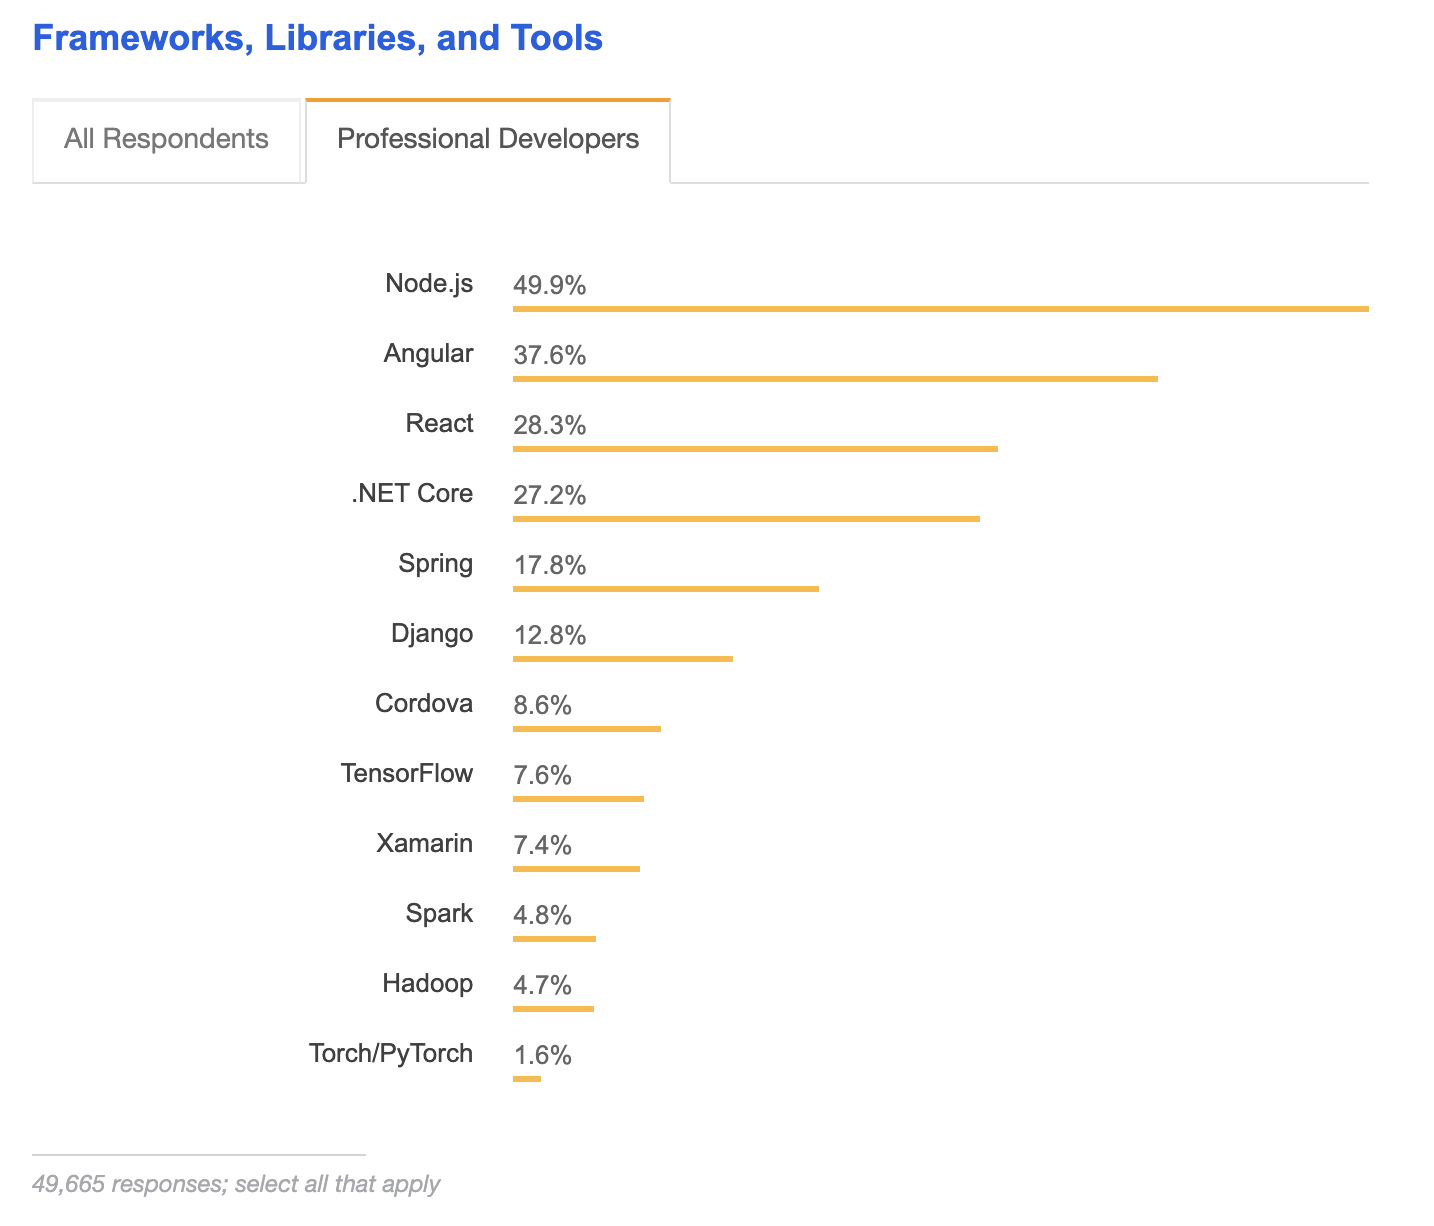 Frameworks, Libraries, and Tools
All Respondents
Professional Developers
Node.js 49.9%
Angular 37.6%
React 28.3%
.NET Core 27.2%
Spring 17.8%
Django 12.8%
Cordova 8.6%
TensorFlow 7.6%
Xamarin 7.4%
Spark 4.8%
Hadoop 4.7%
Torch/PyTorch 1.6%
49,665 responses; select all that apply